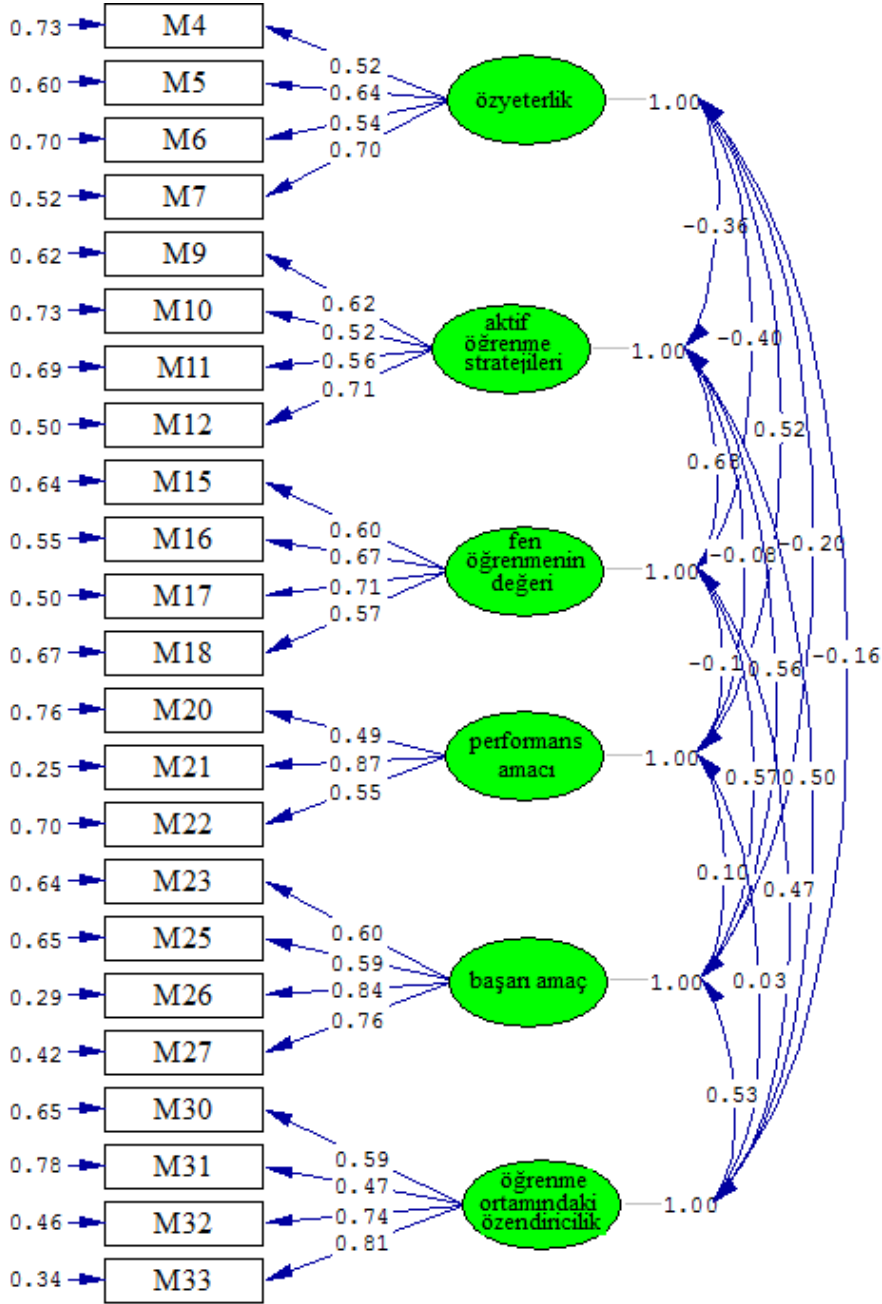 0.73 M4
0.60 M5
0.70 M6
0.52 M7
0.52
0.64
0.54
0.70
özyeterlik
1.00
0.62 M9
0.73 M10
0.69 M11
0.50 M12
0.62
0.52
0.56
0.71
aktif
öğrenme
stratejileri
1.00
0.64 M15
0.55 M16
0.50 M17
0.67 M18
0.60
0.67
0.71
0.57
fen
öğrenmenin
değeri
1.00
0.76 M20
0.25 M21
0.70 M22
0.49
0.87
0.55
performans
amacı
1.00
0.64 M23
0.65 M25
0.29 M26
0.42 M27
0.60
0.59
0.84
0.76
başarı amaç
1.00
0.65 M30
0.78 M31
0.46 M32
0.34 M33
0.59
0.47
0.74
0.81
öğrenme
ortamındaki
özendiricilik
1.00
-0.36
-0.40
0.52
0.68
-0.08
-0.20
-0.16
-0.1
0.56
0.57
0.50
0.10
0.47
0.03
0.53